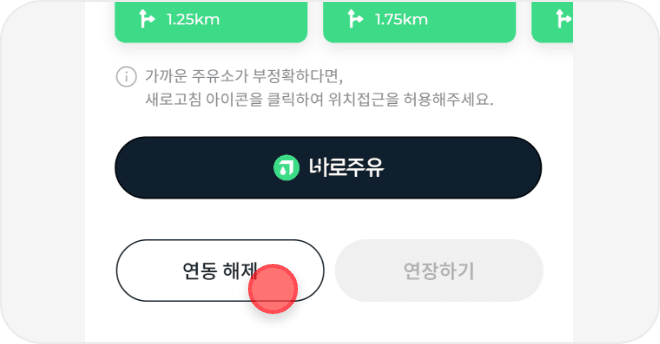 1.25km
1.75km
가까운 주유소가 부정확하다면,
새로고침 아이콘을 클릭하여 위치접근을 허용해주세요.
바로주유
연동 해제
연장하기